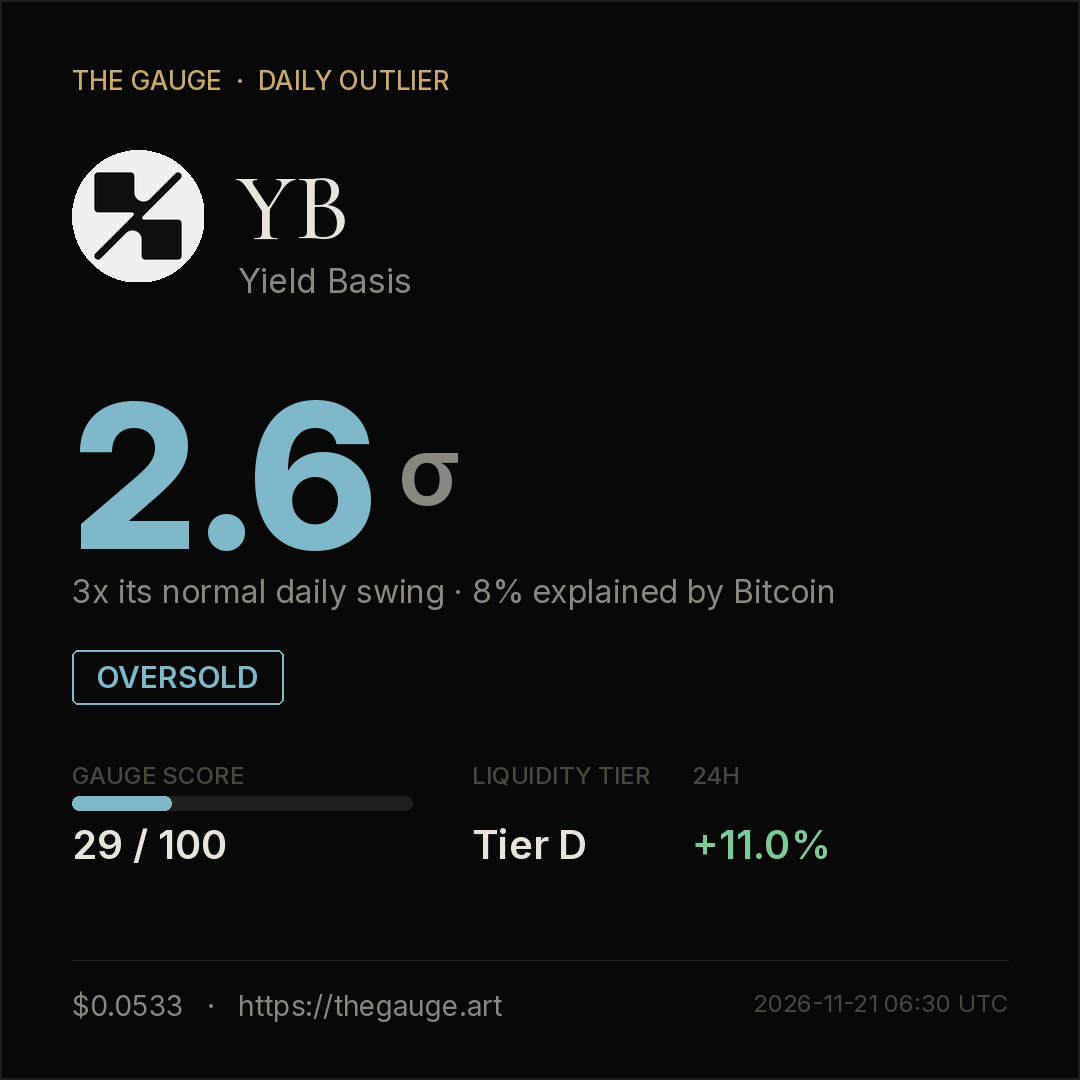 THE GAUGE · DAILY OUTLIER
YB
Yield Basis
2.6 σ
3x its normal daily swing · 8% explained by Bitcoin
OVERSOLD
GAUGE SCORE LIQUIDITY TIER 24H
29 / 100 Tier D +11.0%
$0.0533 · https://thegauge.art 2026-11-21 06:30 UTC